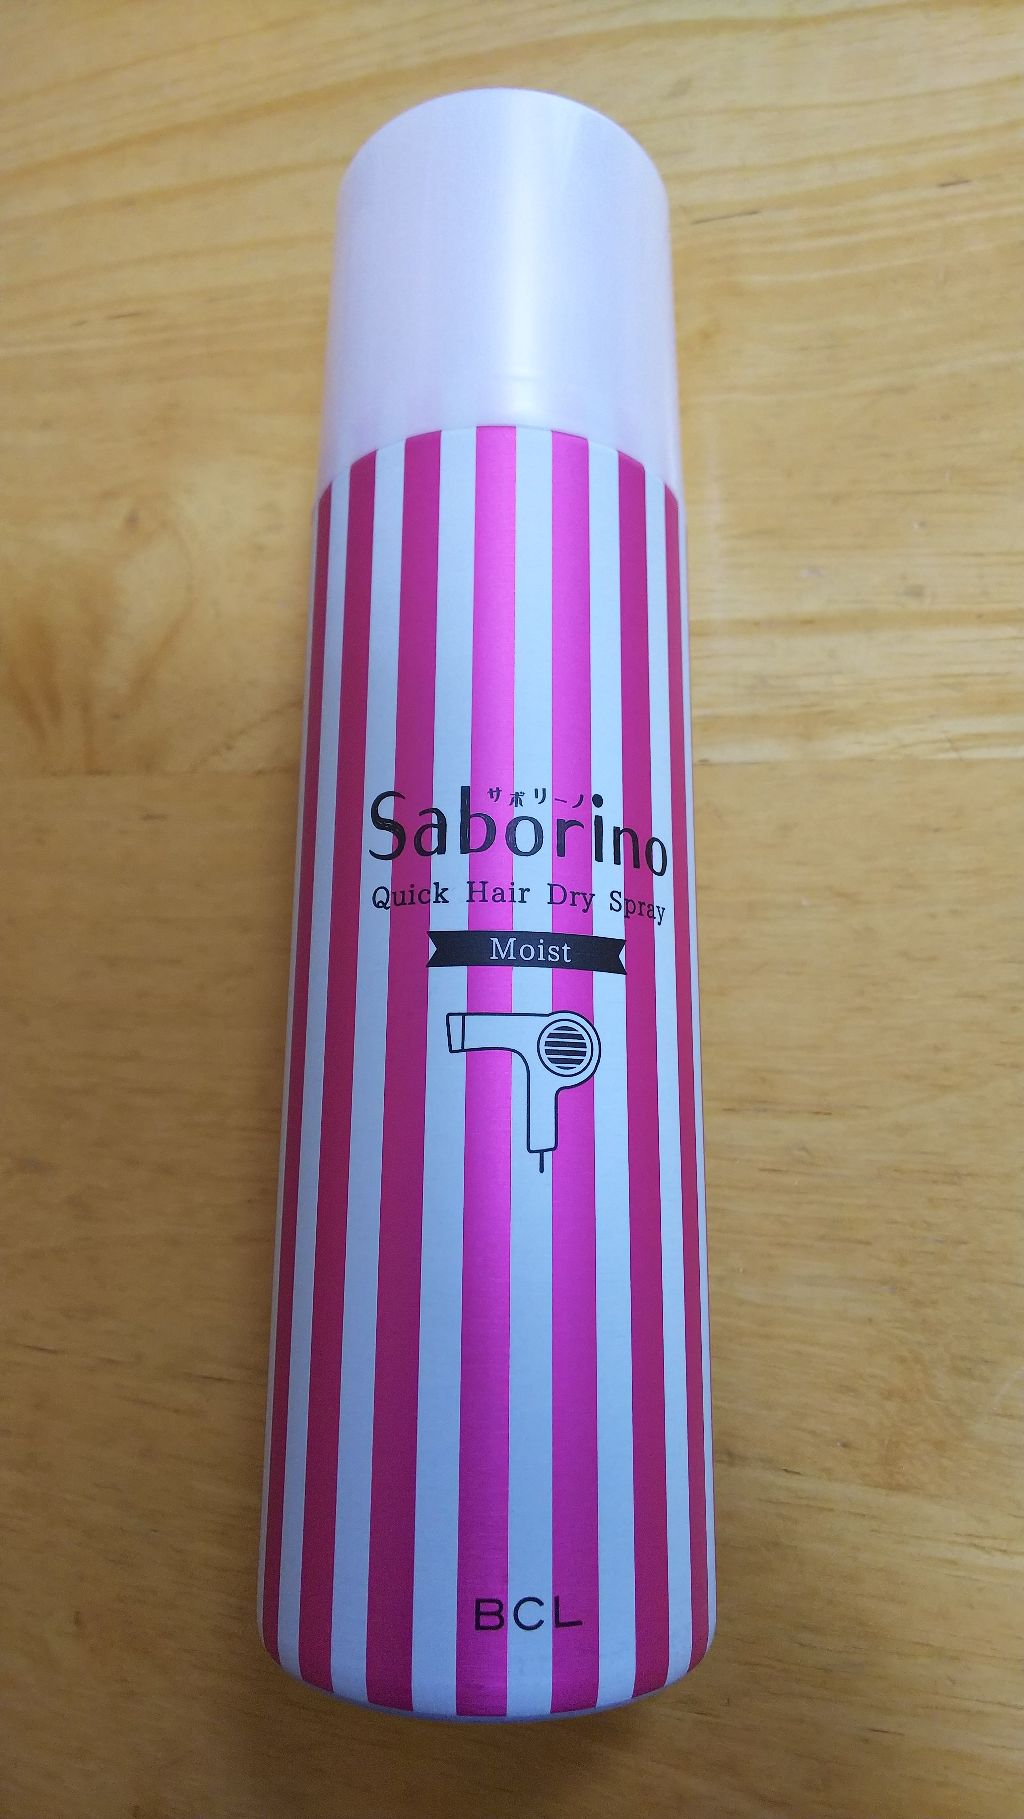 サボリーノ
Saborino
Quick Hair Dry Spray
Moist
BCL